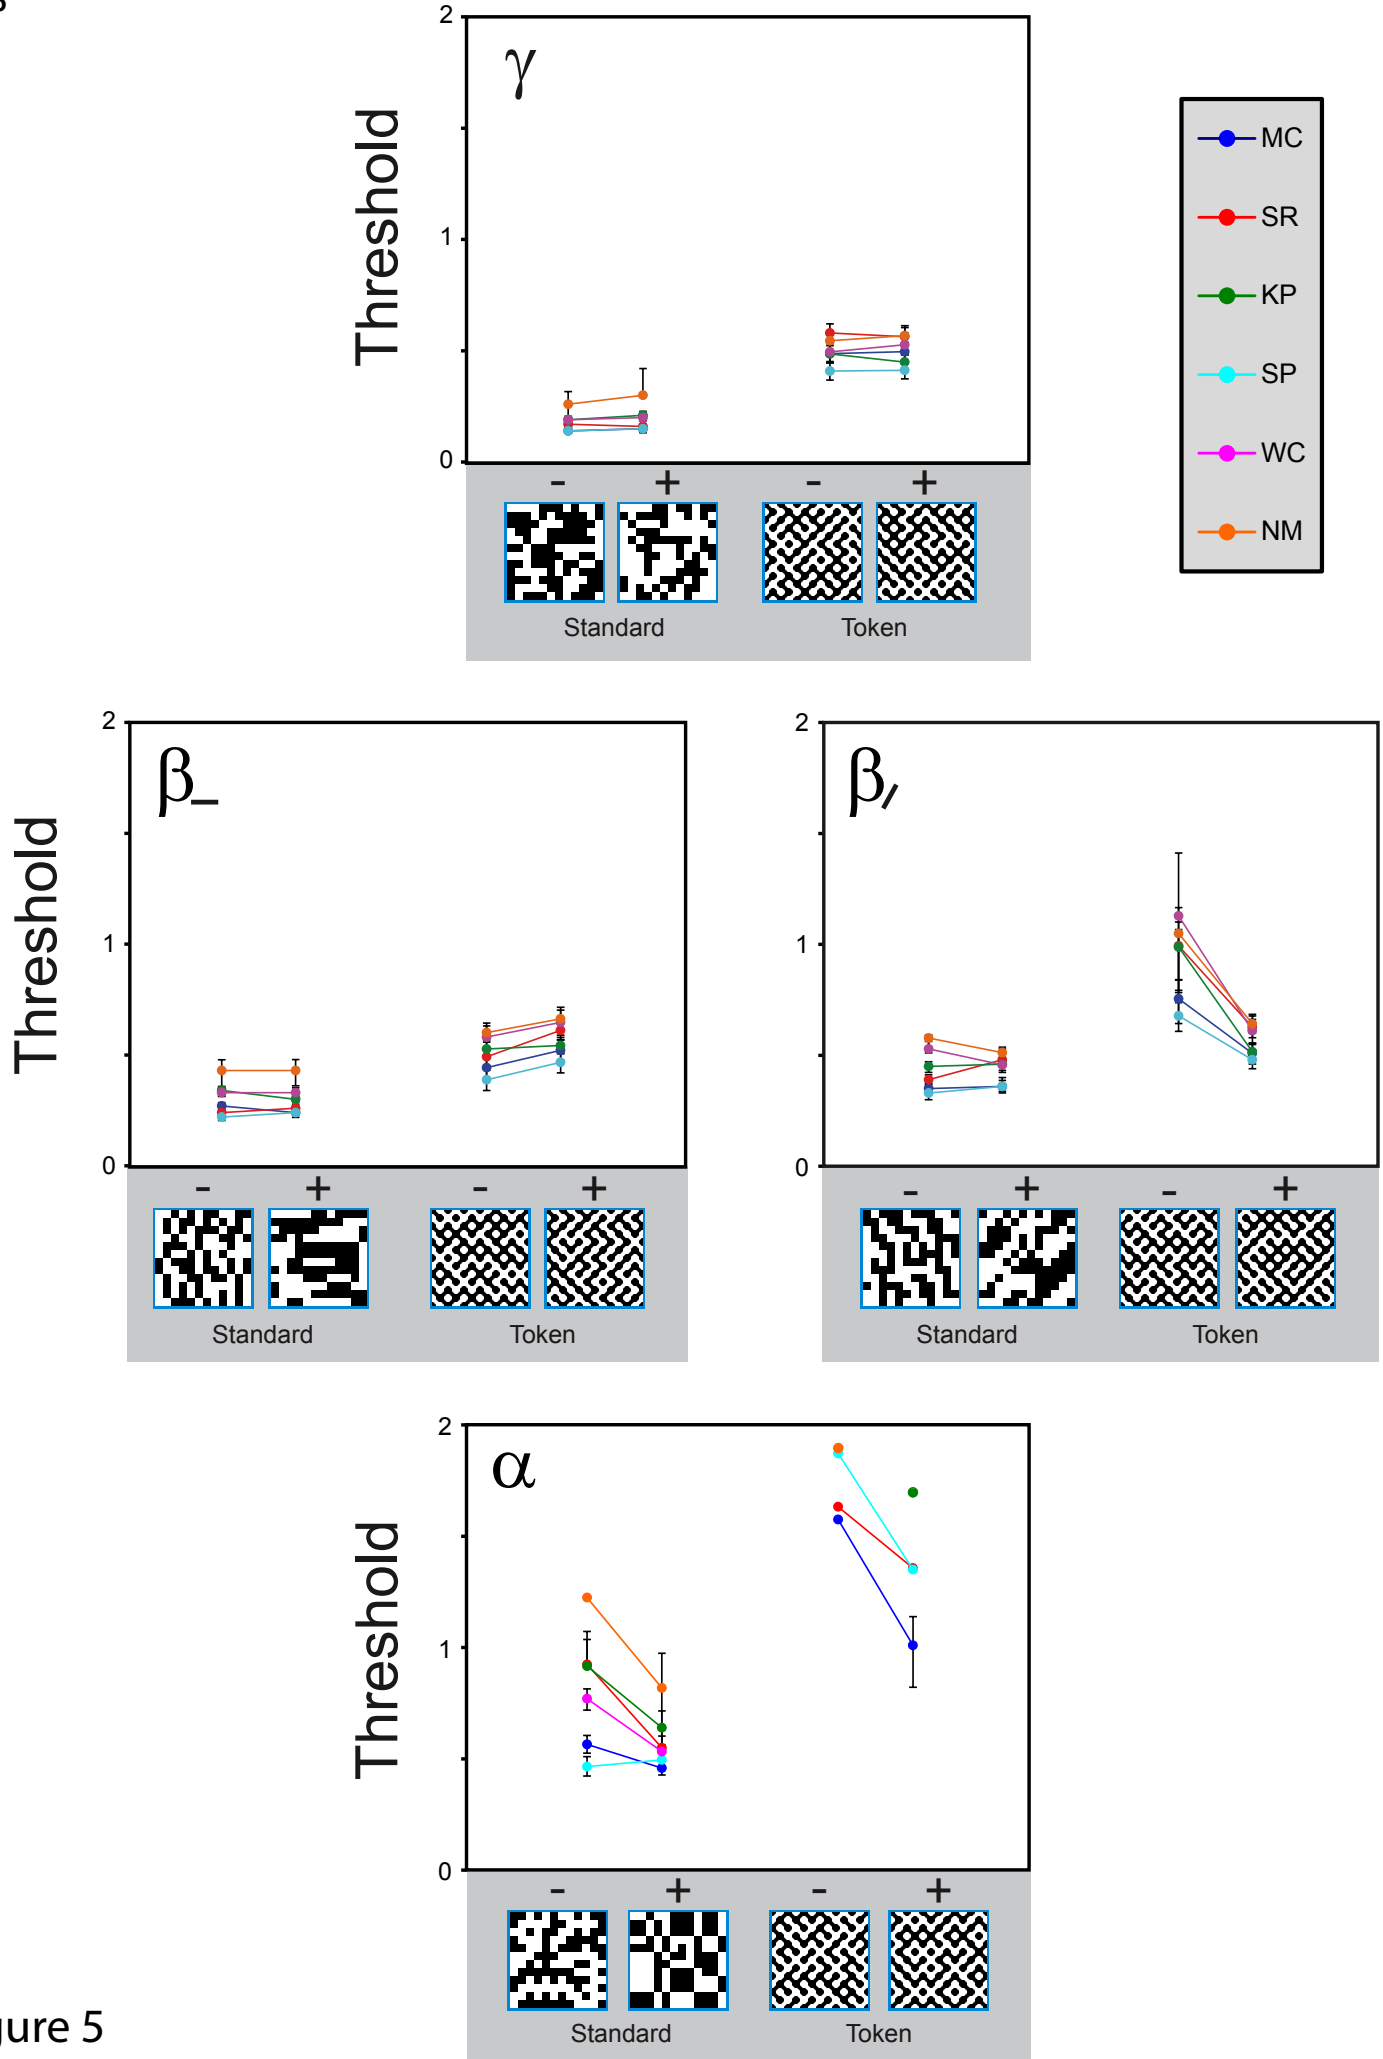 2
γ
Threshold
1
0
- + - +
Standard Token
MC
SR
KP
SP
WC
NM
2
β_
Threshold
1
0
- + - +
Standard Token
2
β/
1
0
- + - +
Standard Token
2
α
Threshold
1
0
- + - +
Standard Token
gure 5